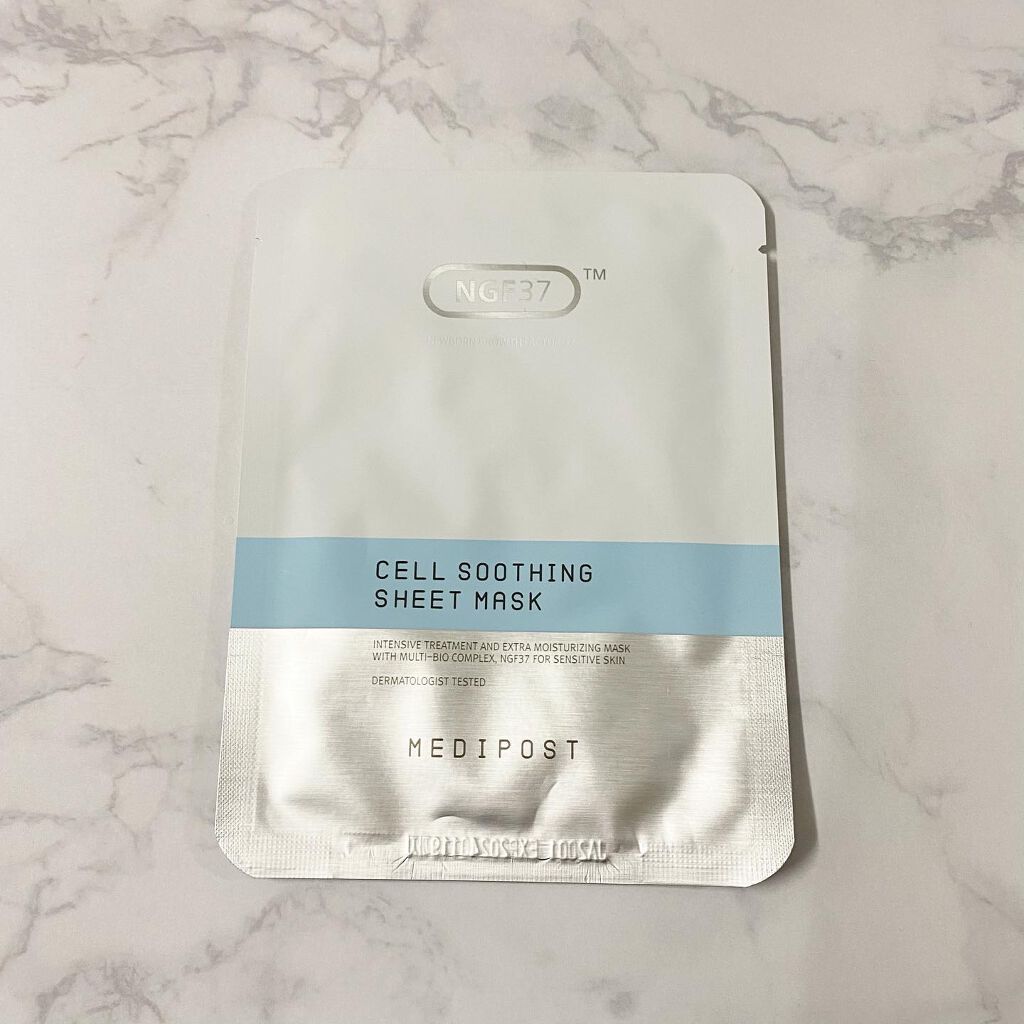 NGF37 TM
CELL SOOTHING
SHEET MASK
INTENSIVE TREATMENT AND EXTRA MOISTURIZING MASK
WITH MULTI-BIO COMPLEX, NGF37 FOR SENSITIVE SKIN
DERMATOLOGIST TESTED
MEDIPOST